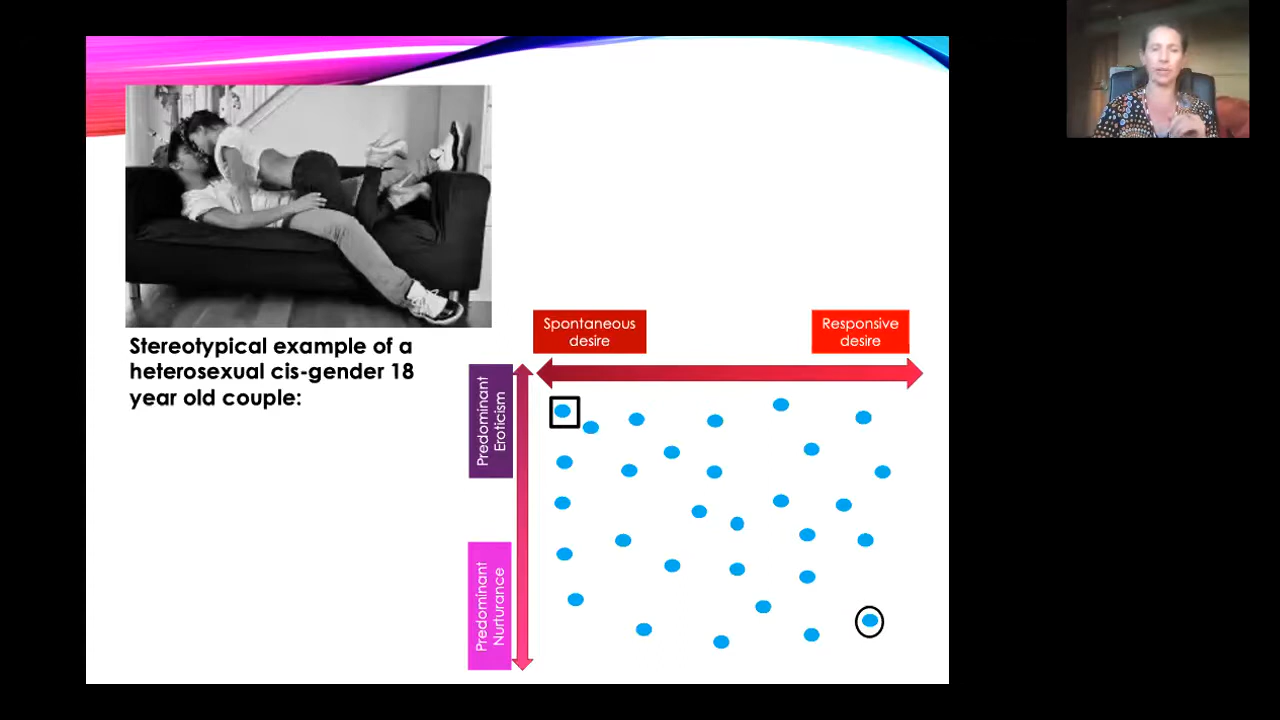 Stereotypical example of a
heterosexual cis-gender 18
year old couple:
Spontaneous
desire
Responsive
desire
Predominant
Eroticism
Predominant
Nurturance